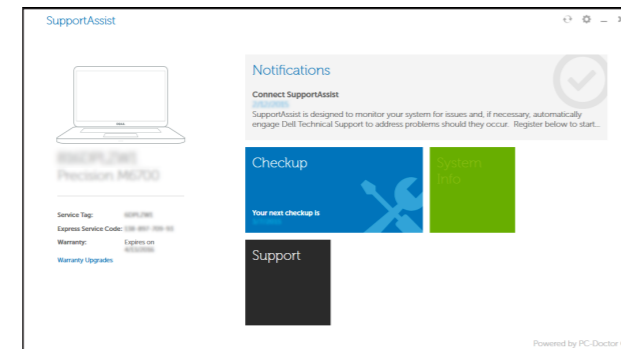 SupportAssist
Notifications
Connect SupportAssist
SupportAssist is designed to monitor your system for issues and, if necessary, automatically
engage Dell Technical Support to address problems should they occur. Register below to start...
DELL
Precision M6700
Checkup
Your next checkup is
System
Info
Service Tag:
Express Service Code:
Warranty: Expires on
Warranty Upgrades
Support
Powered by PC-Doctor